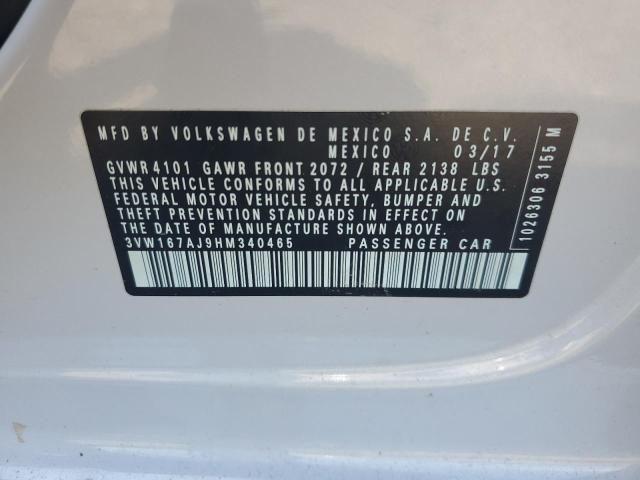 MFD BY VOLKSWAGEN DE MEXICO S.A. DE C.V.
MEXICO 03/17
GVWR 4101 GAWR FRONT 2072 / REAR 2138 LBS
THIS VEHICLE CONFORMS TO ALL APPLICABLE U.S.
FEDERAL MOTOR VEHICLE SAFETY, BUMPER AND
THEFT PREVENTION STANDARDS IN EFFECT ON
THE DATE OF MANUFACTURE SHOWN ABOVE.
3VW167AJ9HM340465 PASSENGER CAR
1026306 3155 M